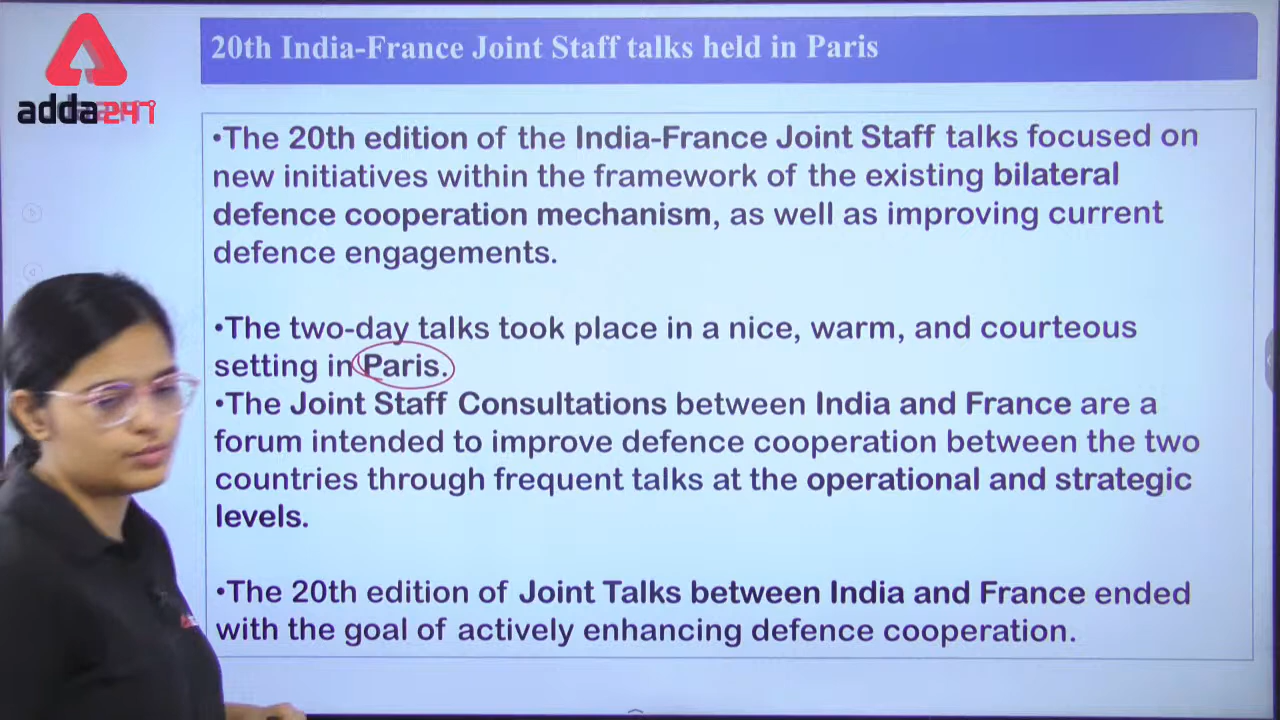 adda247
20th India-France Joint Staff talks held in Paris
•The 20th edition of the India-France Joint Staff talks focused on
new initiatives within the framework of the existing bilateral
defence cooperation mechanism, as well as improving current
defence engagements.
•The two-day talks took place in a nice, warm, and courteous
setting in Paris.
•The Joint Staff Consultations between India and France are a
forum intended to improve defence cooperation between the two
countries through frequent talks at the operational and strategic
levels.
•The 20th edition of Joint Talks between India and France ended
with the goal of actively enhancing defence cooperation.